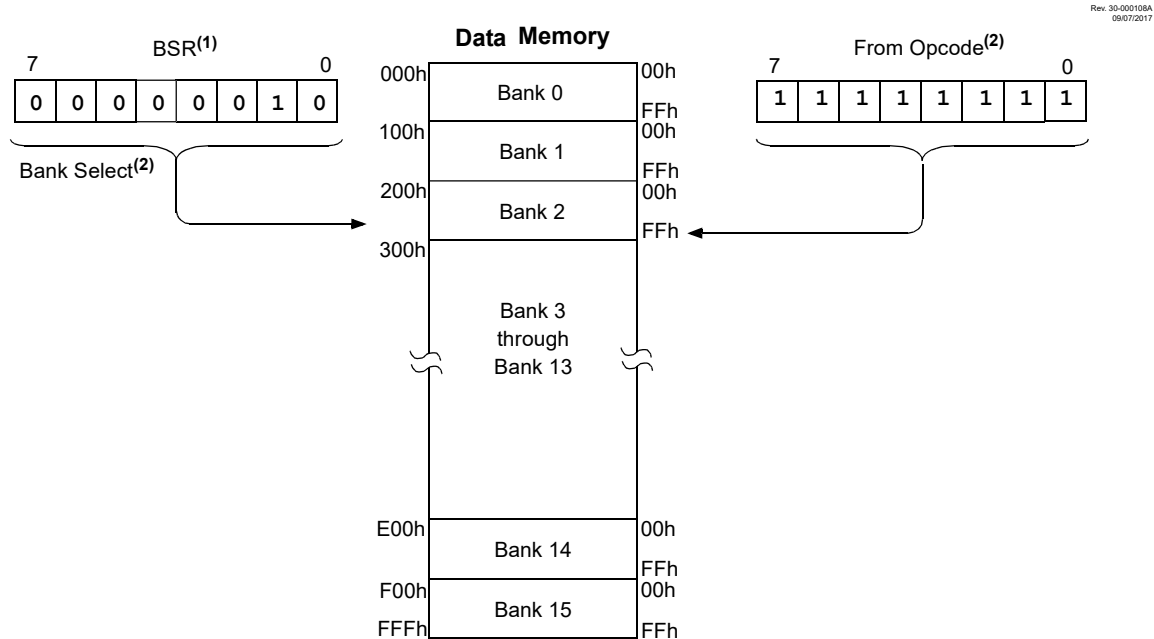 Rev. 30-000108A
09/07/2017
BSR(1)
Data Memory
From Opcode(2)
7 0
7 0
0 0 0 0 0 0 1 0
1 1 1 1 1 1 1 1
Bank Select(2)
000h Bank 0 00h
FFh
100h Bank 1 00h
FFh
200h Bank 2 00h
FFh
300h
Bank 3
through
Bank 13
E00h Bank 14 00h
FFh
F00h Bank 15 00h
FFFh FFh